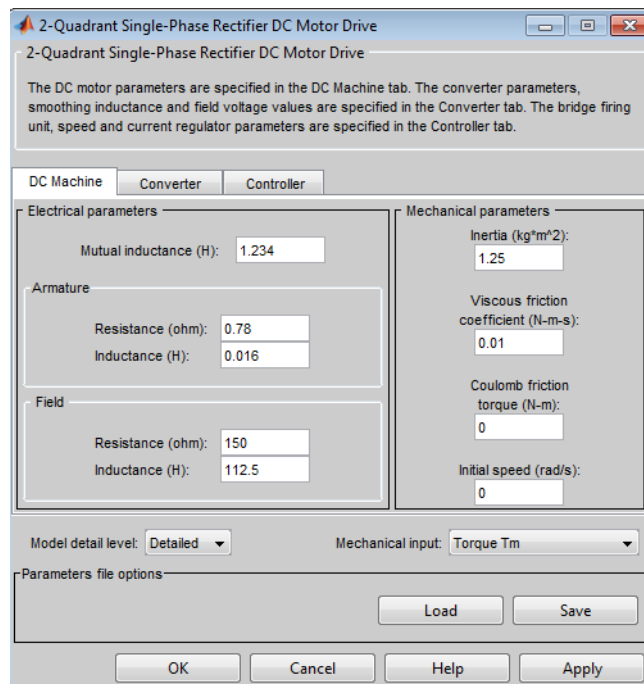 2-Quadrant Single-Phase Rectifier DC Motor Drive
2-Quadrant Single-Phase Rectifier DC Motor Drive
The DC motor parameters are specified in the DC Machine tab. The converter parameters,
smoothing inductance and field voltage values are specified in the Converter tab. The bridge firing
unit, speed and current regulator parameters are specified in the Controller tab.
DC Machine Converter Controller
Electrical parameters
Mutual inductance (H): 1.234
Armature
Resistance (ohm): 0.78
Inductance (H): 0.016
Field
Resistance (ohm): 150
Inductance (H): 112.5
Mechanical parameters
Inertia (kg*m^2):
1.25
Viscous friction
coefficient (N-m-s):
0.01
Coulomb friction
torque (N-m):
0
Initial speed (rad/s):
0
Model detail level: Detailed Mechanical input: Torque Tm
Parameters file options
Load Save
OK Cancel Help Apply